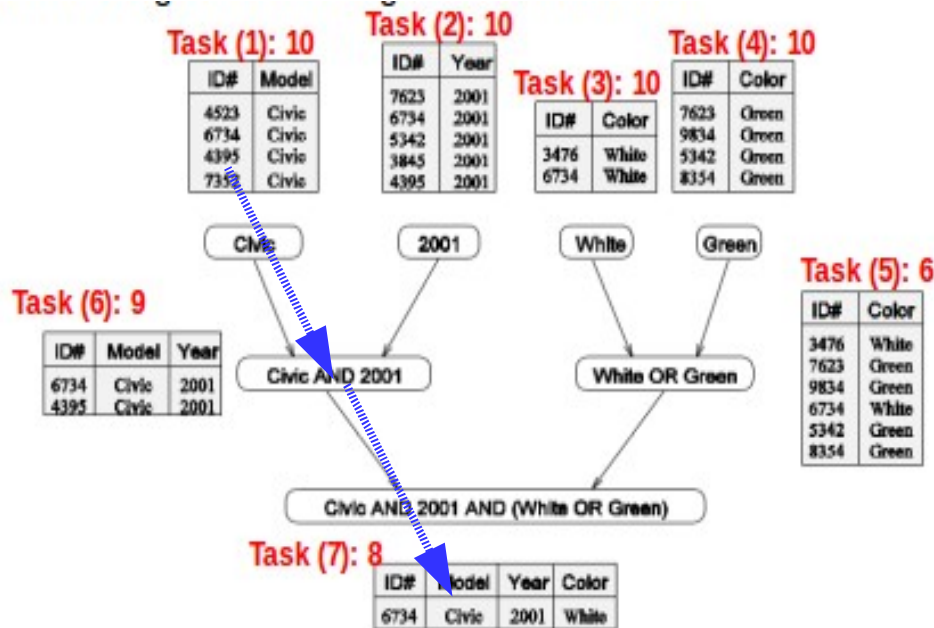 Task (1): 10
ID# Model
4523 Civic
6734 Civic
4395 Civic
Civic
Task (2): 10
ID# Year
7623 2001
6734 2001
5342 2001
3845 2001
4395 2001
Task (3): 10
ID# Color
3476 White
6734 White
Task (4): 10
ID# Color
7623 Green
9834 Green
5342 Green
8354 Green
Civic
2001
White
Green
Task (5): 6
ID# Color
3476 White
7623 Green
9834 Green
6734 White
5342 Green
8354 Green
Task (6): 9
ID# Model Year
6734 Civic 2001
4395 Civic 2001
Civic AND 2001
White OR Green
Civic AND 2001 AND (White OR Green)
Task (7): 8
ID# Model Year Color
6734 Civic 2001 White